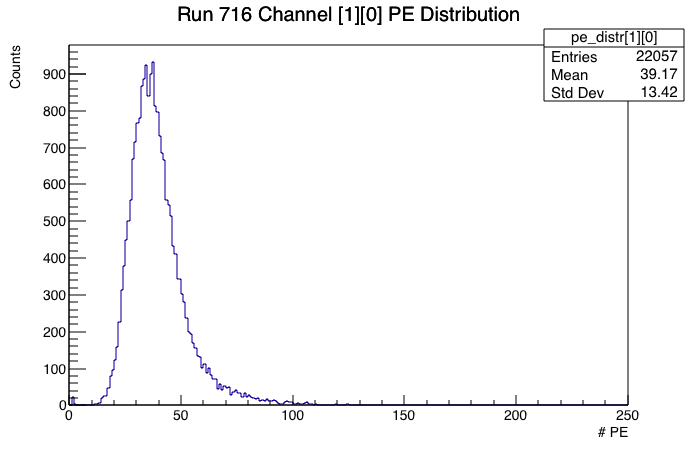 Run 716 Channel [1][0] PE Distribution
pe_distr[1][0]
Entries 22057
Mean 39.17
Std Dev 13.42
Counts
900
800
700
600
500
400
300
200
100
0
0 50 100 150 200 250
# PE